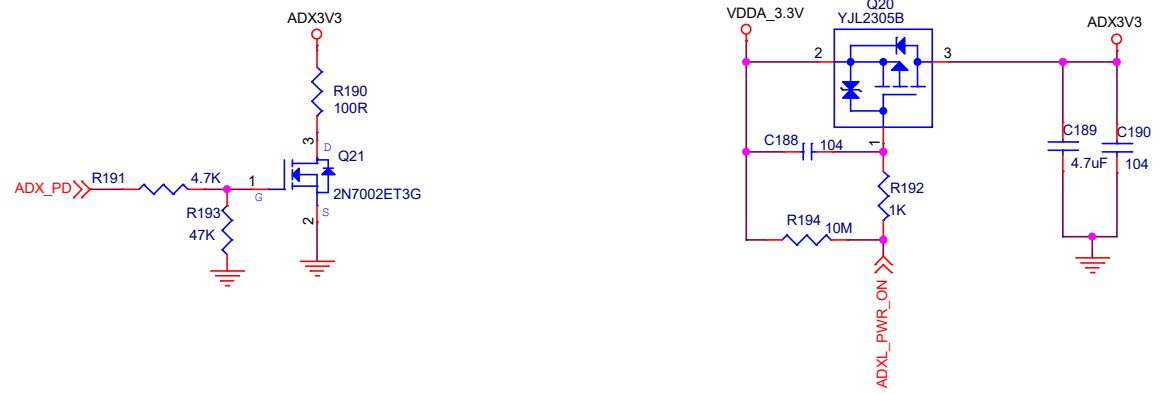 ADX3V3
R190
100R
3
D
Q21
ADX_PD
R191
4.7K
1
G
2N7002ET3G
R193
47K
S
2
Q20
VDDA_3.3V
YJL2305B
ADX3V3
2
3
C188
104
1
C189
4.7uF
C190
104
R192
1K
R194
10M
ADXL_PWR_ON